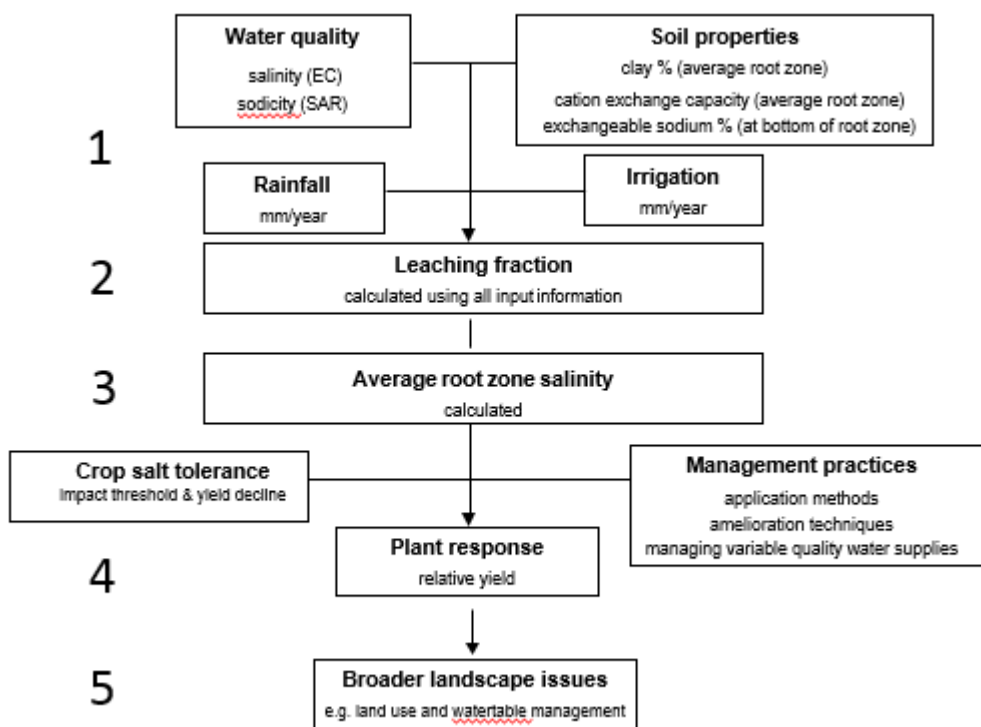 Water quality
salinity (EC)
sodicity (SAR)
Soil properties
clay % (average root zone)
cation exchange capacity (average root zone)
exchangeable sodium % (at bottom of root zone)
1
Rainfall
mm/year
Irrigation
mm/year
2
Leaching fraction
calculated using all input information
3
Average root zone salinity
calculated
Crop salt tolerance
impact threshold & yield decline
Management practices
application methods
amelioration techniques
managing variable quality water supplies
4
Plant response
relative yield
5
Broader landscape issues
e.g. land use and watertable management